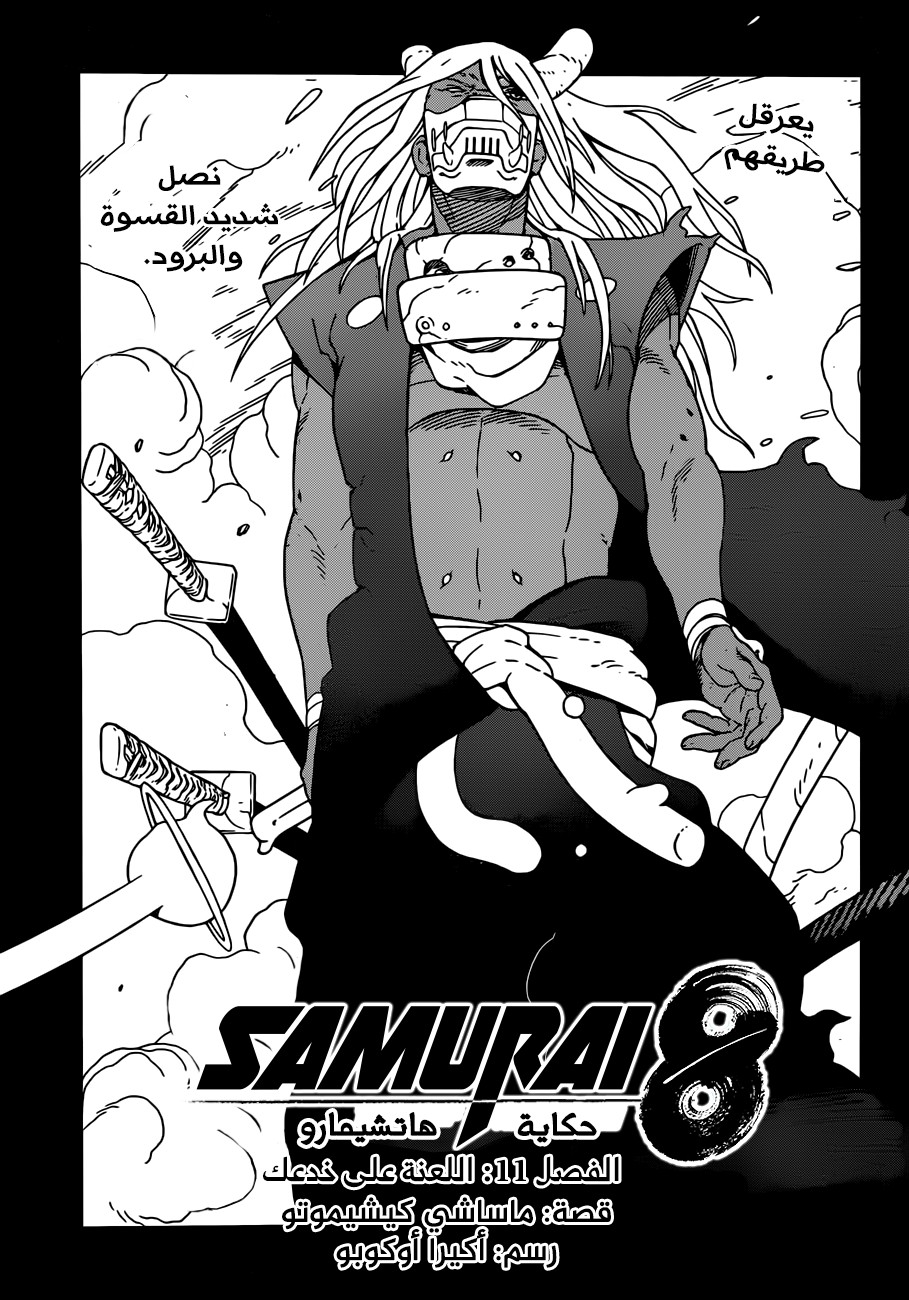 يعرقل
طريقهم
نصل
شديد القسوة
والبرود.
SAMURAI 8
حكاية هاتشيمارو
الفصل 11: اللعنة على خدعك
قصة: ماساشي كيشيموتو
رسم: أكيرا أوكوبو